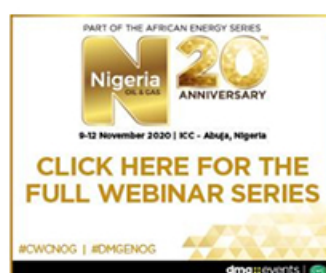 PART OF THE AFRICAN ENERGY SERIES
N
Nigeria
OIL & GAS
20
TH
ANNIVERSARY
9-12 November 2020 | ICC - Abuja, Nigeria
CLICK HERE FOR THE
FULL WEBINAR SERIES
#CWCNOG | #DMGENOG
dmg::events